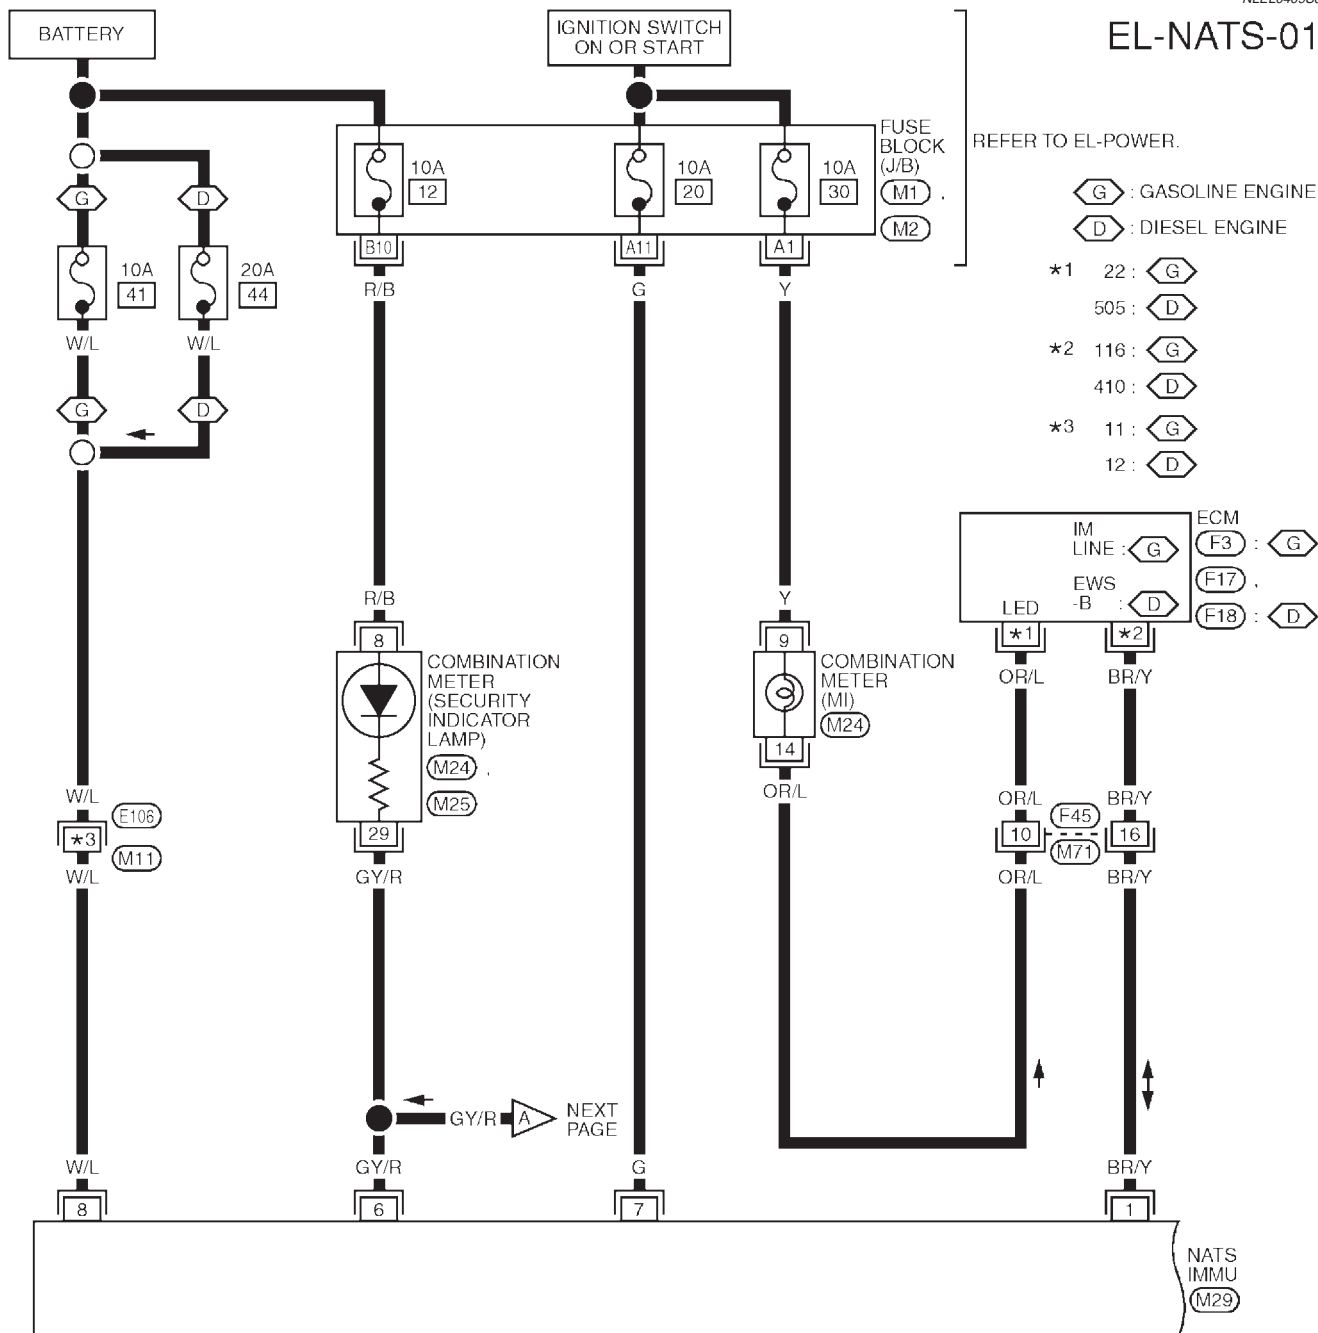 BATTERY
IGNITION SWITCH
ON OR START
EL-NATS-01
FUSE
BLOCK
(J/B)
M1 ,
M2
REFER TO EL-POWER.
10A
12
10A
20
10A
30
G : GASOLINE ENGINE
D : DIESEL ENGINE
G
D
B10
A11
A1
10A
41
20A
44
R/B
G
Y
*1 22 : G
505 : D
*2 116 : G
410 : D
*3 11 : G
12 : D
W/L
W/L
G
D
ECM
F3 : G
F17 ,
F18 : D
IM
LINE : G
EWS
-B : D
LED
*1
*2
R/B
Y
8
9
COMBINATION
METER
(SECURITY
INDICATOR
LAMP)
M24 ,
M25
COMBINATION
METER
(MI)
M24
OR/L
BR/Y
14
OR/L
W/L
E106
*3
M11
W/L
29
GY/R
OR/L
BR/Y
F45
10
16
M71
OR/L
BR/Y
GY/R
A
NEXT
PAGE
W/L
GY/R
G
BR/Y
8
6
7
1
NATS
IMMU
M29